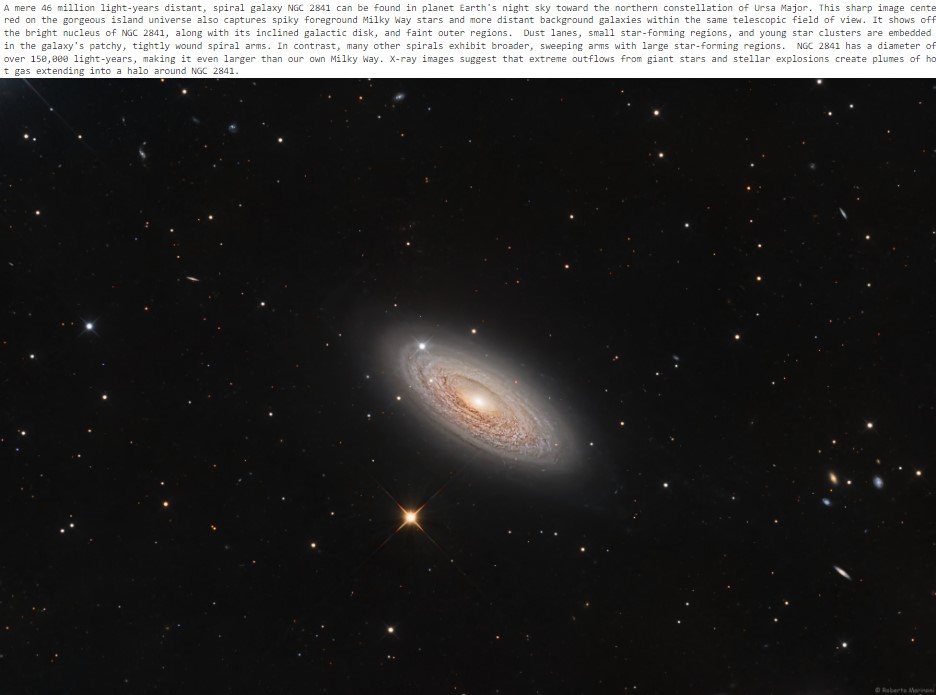 A mere 46 million light-years distant, spiral galaxy NGC 2841 can be found in planet Earth's night sky toward the northern constellation of Ursa Major. This sharp image cente
red on the gorgeous island universe also captures spiky foreground Milky Way stars and more distant background galaxies within the same telescopic field of view. It shows off
the bright nucleus of NGC 2841, along with its inclined galactic disk, and faint outer regions.  Dust lanes, small star-forming regions, and young star clusters are embedded
in the galaxy's patchy, tightly wound spiral arms. In contrast, many other spirals exhibit broader, sweeping arms with large star-forming regions.  NGC 2841 has a diameter of
over 150,000 light-years, making it even larger than our own Milky Way. X-ray images suggest that extreme outflows from giant stars and stellar explosions create plumes of ho
t gas extending into a halo around NGC 2841.
© Roberto Marinoni